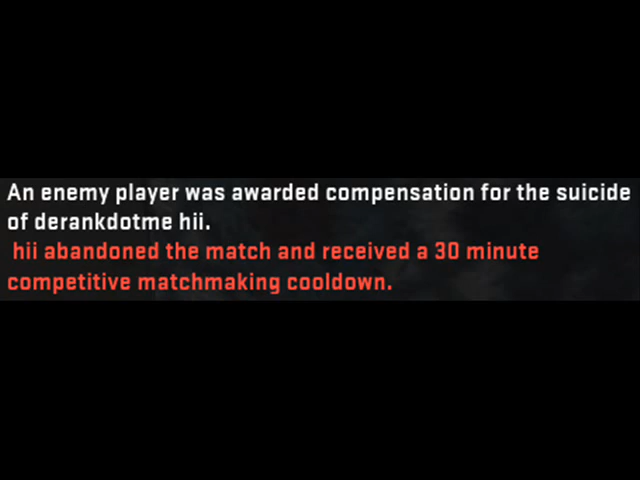 An enemy player was awarded compensation for the suicide
of derankdotme hii.
hii abandoned the match and received a 30 minute
competitive matchmaking cooldown.